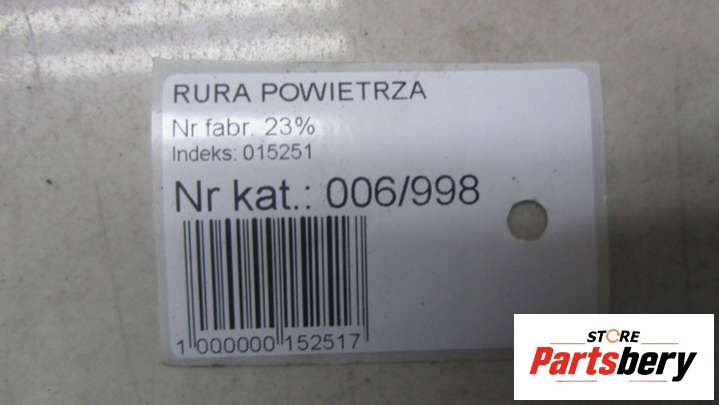 RURA POWIETRZA
Nr fabr. 23%
Indeks: 015251
Nr kat.: 006/998
1 000000 152517
STORE
Partsbery